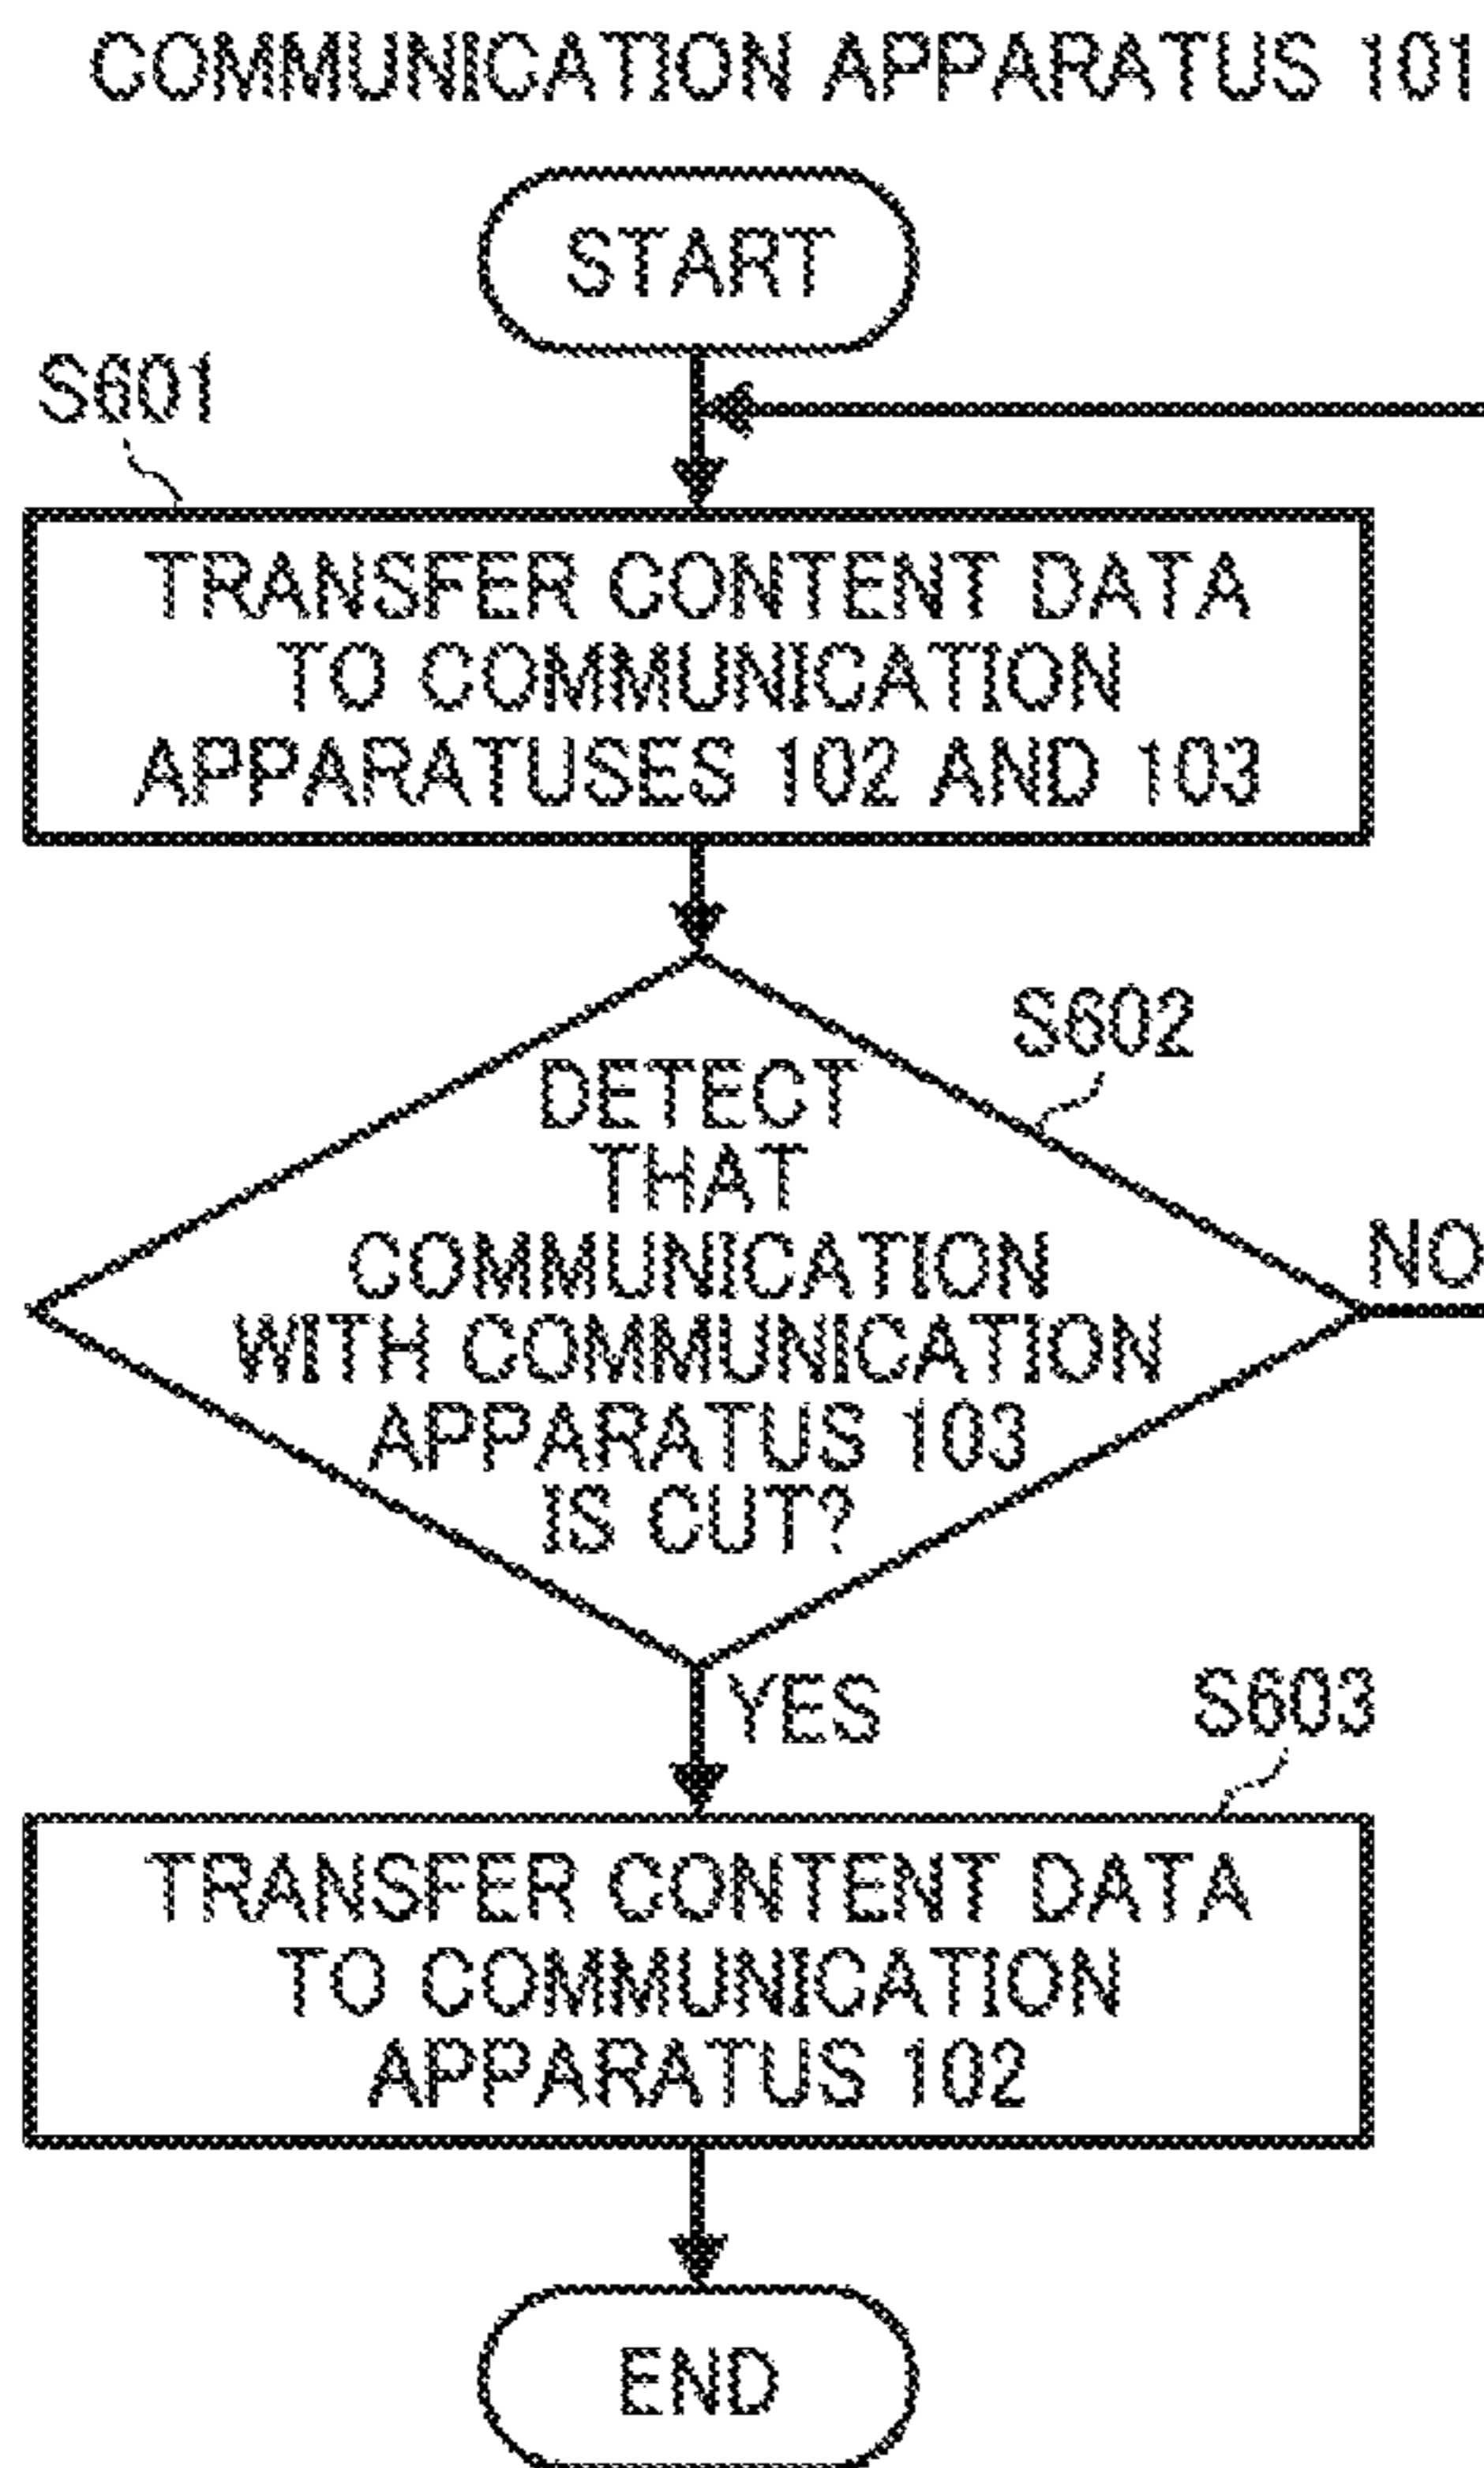 COMMUNICATION APPARATUS 101
START
S601
TRANSFER CONTENT DATA
TO COMMUNICATION
APPARATUSES 102 AND 103
S602
DETECT
THAT
COMMUNICATION
WITH COMMUNICATION
APPARATUS 103
IS CUT?
NO
YES
S603
TRANSFER CONTENT DATA
TO COMMUNICATION
APPARATUS 102
END